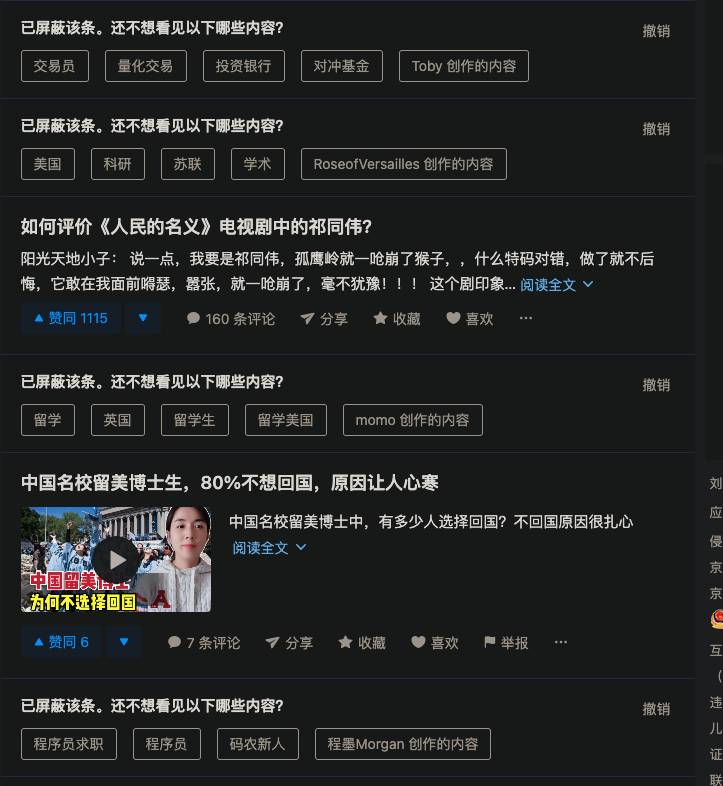 已屏蔽该条。还不想看见以下哪些内容?
撤销
交易员 量化交易 投资银行 对冲基金 Toby 创作的内容
已屏蔽该条。还不想看见以下哪些内容?
撤销
美国 科研 苏联 学术 RoseofVersailles 创作的内容
如何评价《人民的名义》电视剧中的祁同伟?
阳光天地小子： 说一点，我要是祁同伟，孤鹰岭就一呛崩了猴子，，什么特码对错，做了就不后
悔，它敢在我面前嘚瑟，嚣张，就一呛崩了，毫不犹豫！！！ 这个剧印象... 阅读全文
赞同 1115 160 条评论 分享 收藏 喜欢 ···
已屏蔽该条。还不想看见以下哪些内容?
撤销
留学 英国 留学生 留学美国 momo 创作的内容
中国名校留美博士生，80%不想回国，原因让人心寒
中国留美博士
为何不选择回国
中国名校留美博士中，有多少人选择回国？不回国原因很扎心
阅读全文
赞同 6 7 条评论 分享 收藏 喜欢 举报 ···
已屏蔽该条。还不想看见以下哪些内容?
撤销
程序员求职 程序员 码农新人 程墨Morgan 创作的内容
刘
应
侵
京
京
互
（
违
儿
证
联